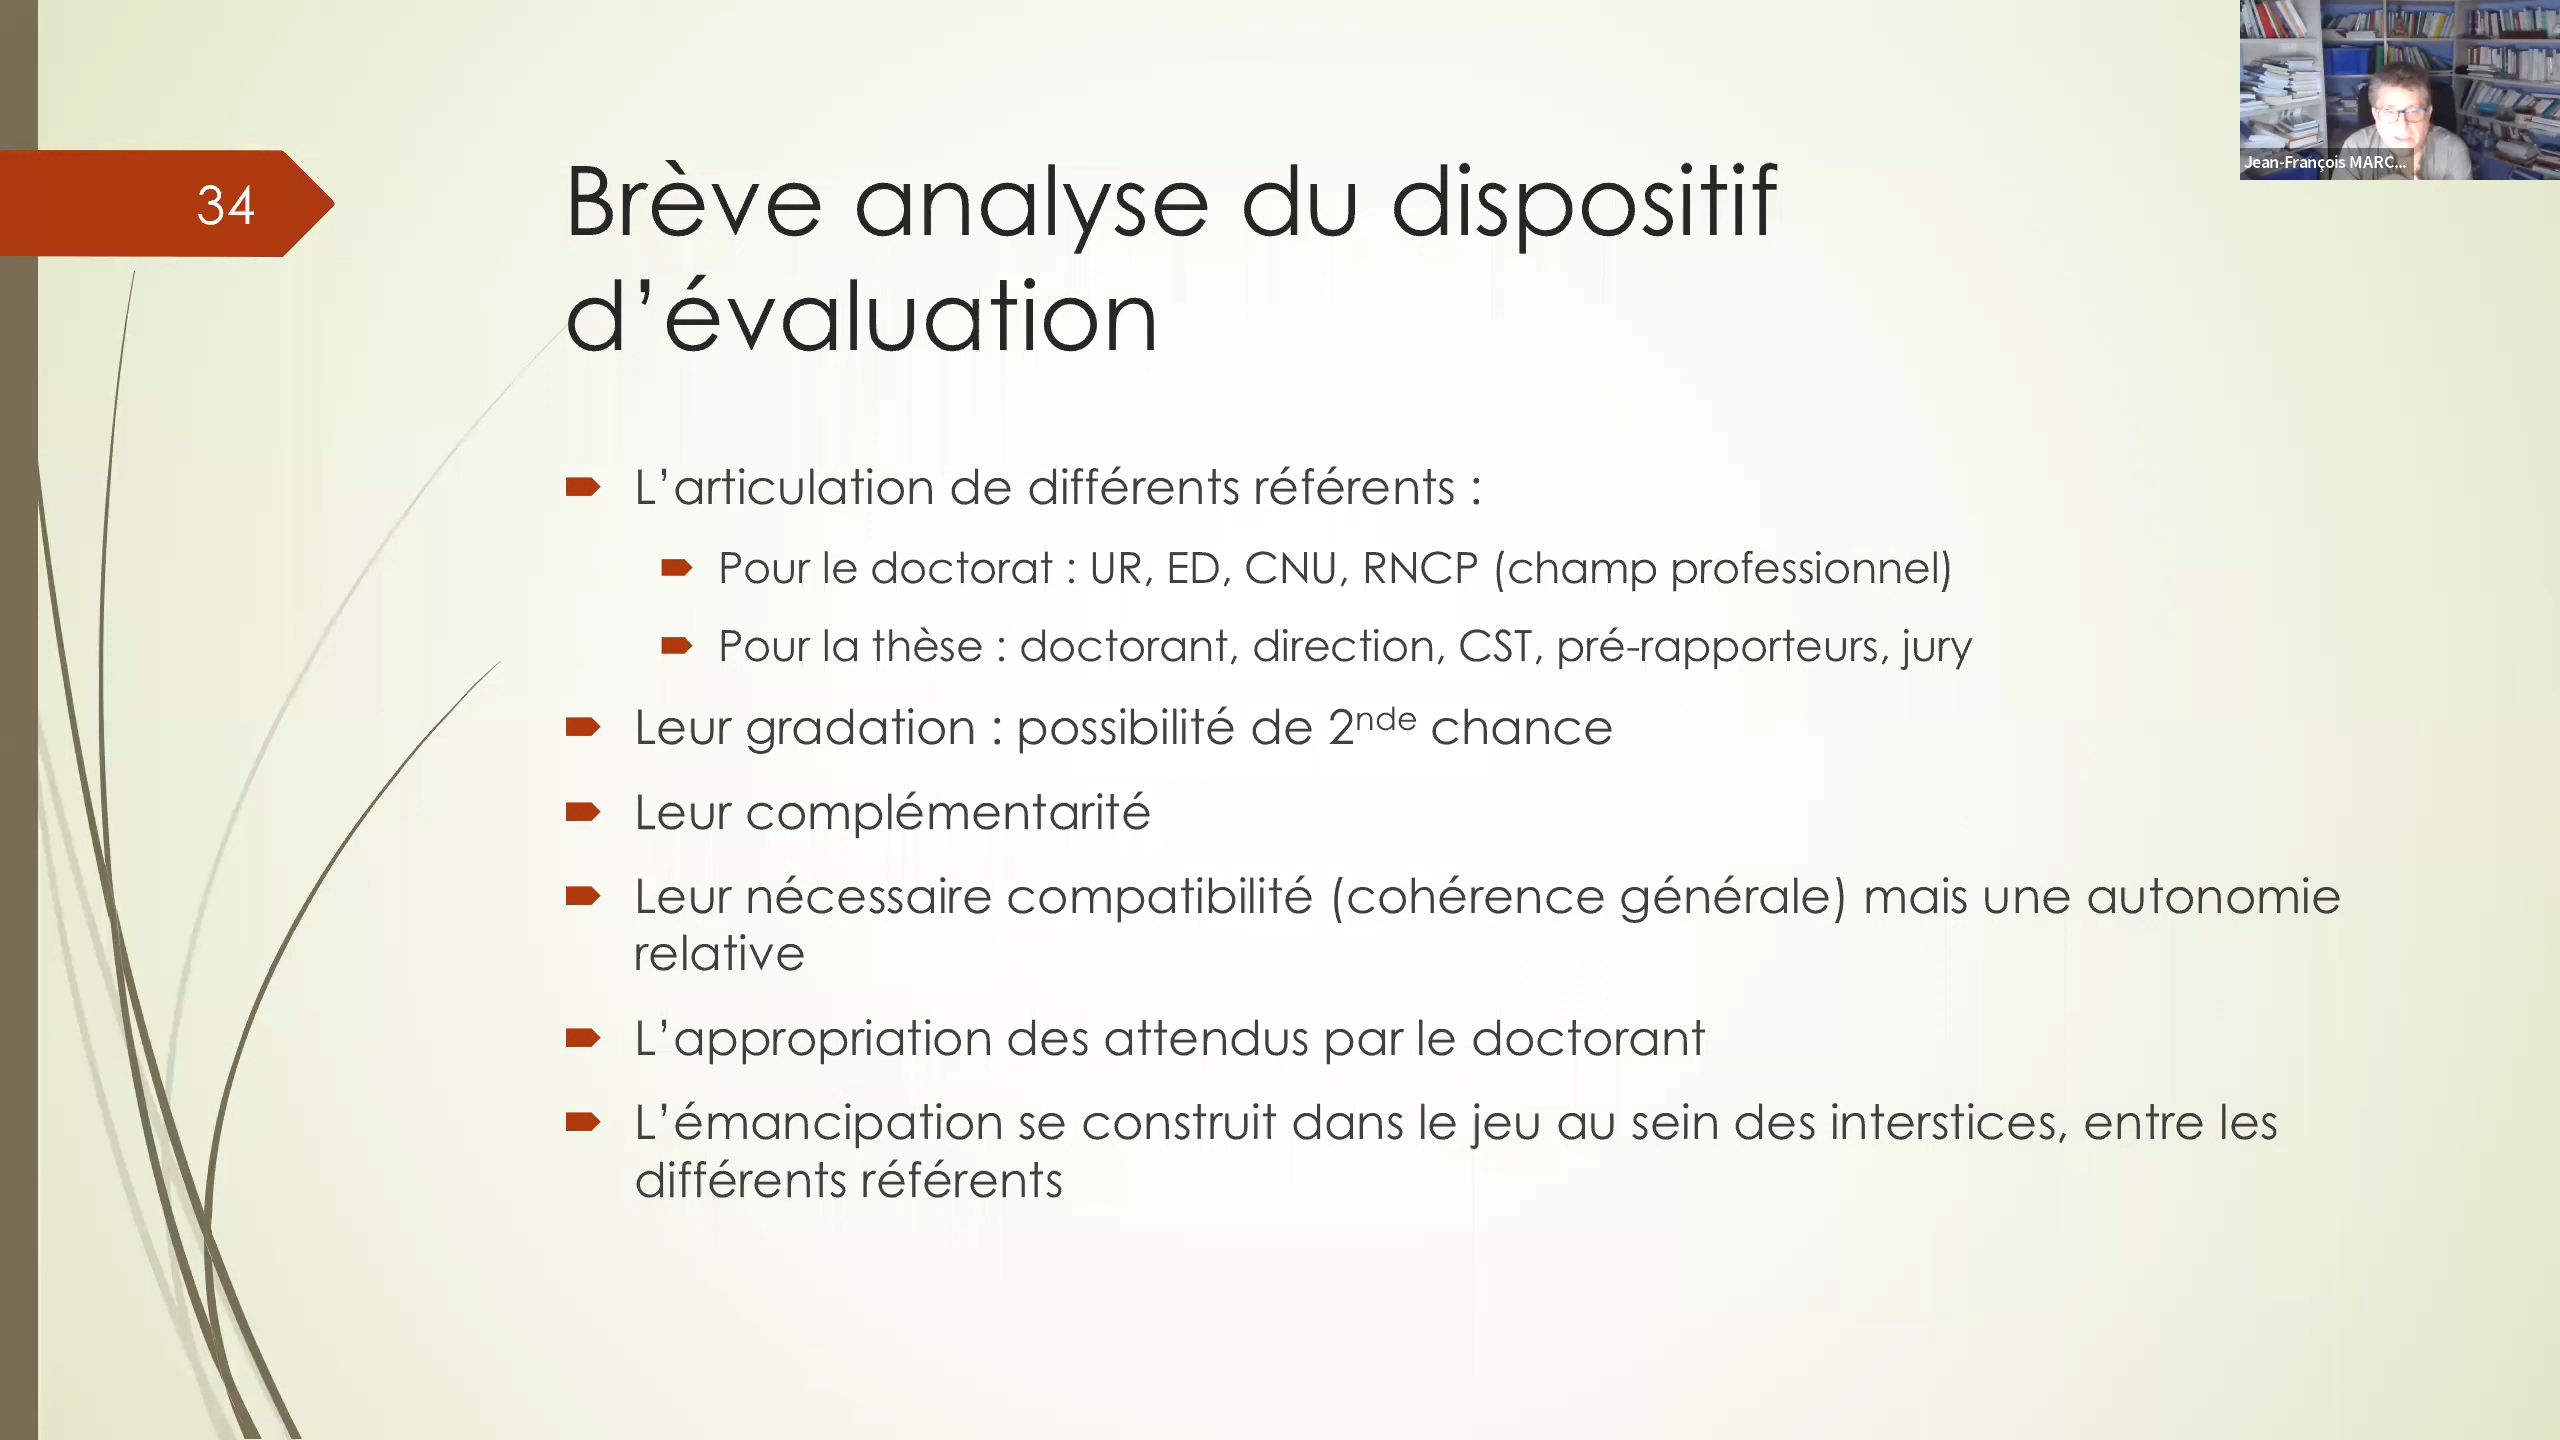 34
Brève analyse du dispositif
d’évaluation
L’articulation de différents référents :
Pour le doctorat : UR, ED, CNU, RNCP (champ professionnel)
Pour la thèse : doctorant, direction, CST, pré-rapporteurs, jury
Leur gradation : possibilité de 2nde chance
Leur complémentarité
Leur nécessaire compatibilité (cohérence générale) mais une autonomie
relative
L’appropriation des attendus par le doctorant
L’émancipation se construit dans le jeu au sein des interstices, entre les
différents référents
Jean-François MARC...